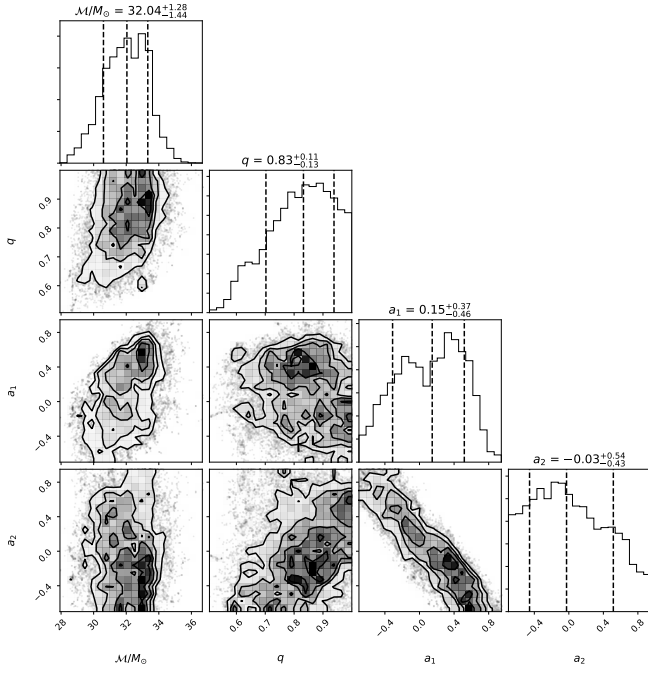 ℳ/M⊙ = 32.04+1.28−1.44
q = 0.83+0.11−0.13
q
0.9
0.8
0.7
0.6
a1 = 0.15+0.37−0.46
a1
0.8
0.4
0.0
−0.4
a2 = −0.03+0.54−0.43
a2
0.8
0.4
0.0
−0.4
28 30 32 34 36
0.6 0.7 0.8 0.9
−0.4 0.0 0.4 0.8
−0.4 0.0 0.4 0.8
ℳ/M⊙ q a1 a2